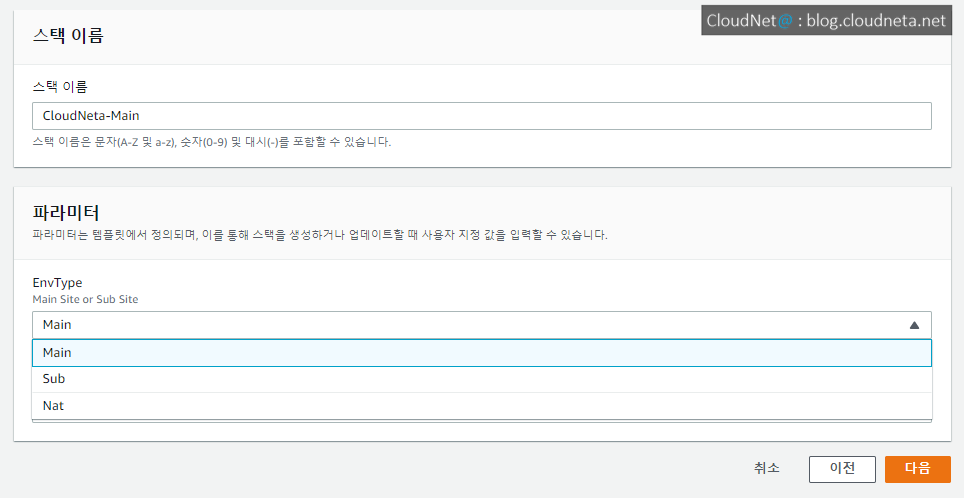 CloudNet@ : blog.cloudneta.net
스택 이름
스택 이름
CloudNeta-Main
스택 이름은 문자(A-Z 및 a-z), 숫자(0-9) 및 대시(-)를 포함할 수 있습니다.
파라미터
파라미터는 템플릿에서 정의되며, 이를 통해 스택을 생성하거나 업데이트할 때 사용자 지정 값을 입력할 수 있습니다.
EnvType
Main Site or Sub Site
Main
Main
Sub
Nat
취소 이전 다음